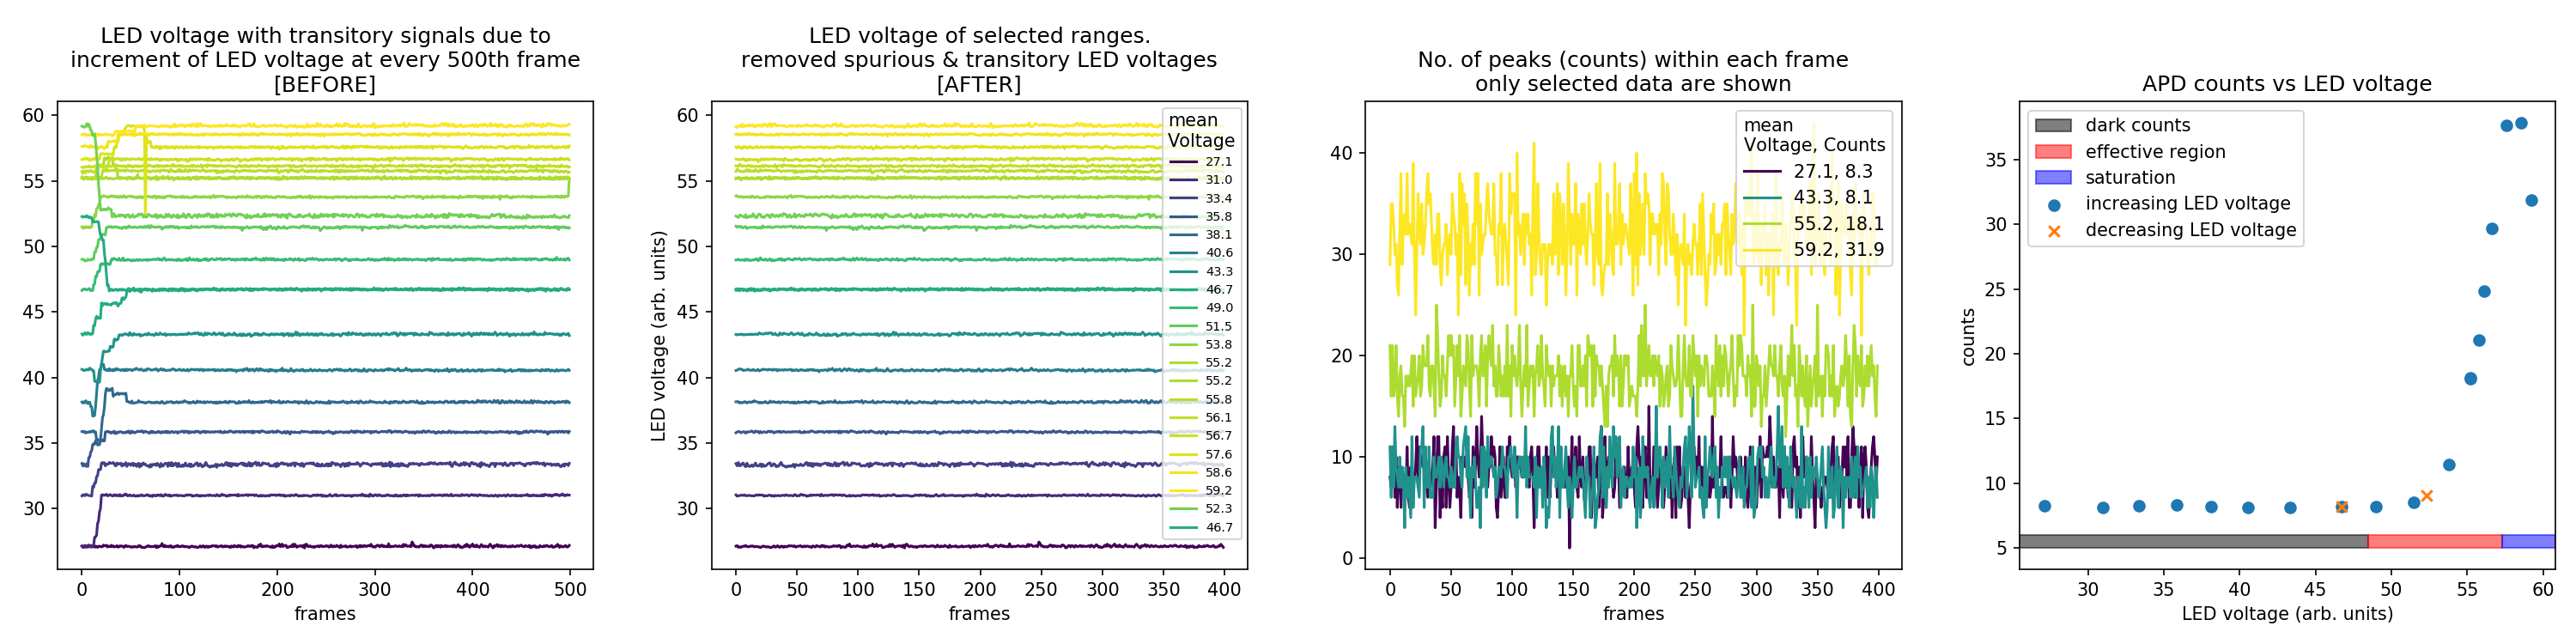 LED voltage with transitory signals due to
increment of LED voltage at every 500th frame
[BEFORE]
60
55
50
45
40
35
30
0 100 200 300 400 500
frames
LED voltage of selected ranges.
removed spurious & transitory LED voltages
[AFTER]
LED voltage (arb. units)
60
55
50
45
40
35
30
mean
Voltage
27.1
31.0
33.4
35.8
38.1
40.6
43.3
46.7
49.0
51.5
53.8
55.2
55.2
55.8
56.1
56.7
57.6
58.6
59.2
52.3
46.7
0 50 100 150 200 250 300 350 400
frames
No. of peaks (counts) within each frame
only selected data are shown
40
30
20
10
0
mean
Voltage, Counts
27.1, 8.3
43.3, 8.1
55.2, 18.1
59.2, 31.9
0 50 100 150 200 250 300 350 400
frames
APD counts vs LED voltage
counts
35
30
25
20
15
10
5
dark counts
effective region
saturation
increasing LED voltage
decreasing LED voltage
30 35 40 45 50 55 60
LED voltage (arb. units)